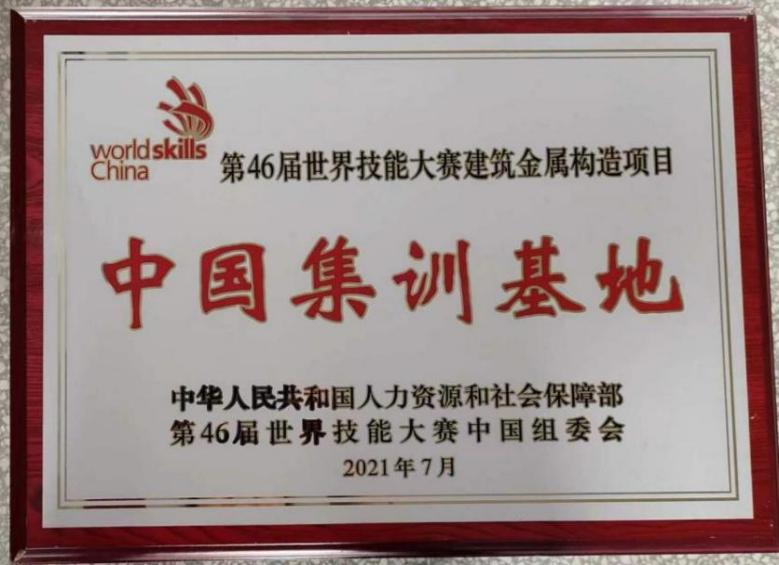 worldskills
China
第46届世界技能大赛建筑金属构造项目
中国集训基地
中华人民共和国人力资源和社会保障部
第46届世界技能大赛中国组委会
2021年7月